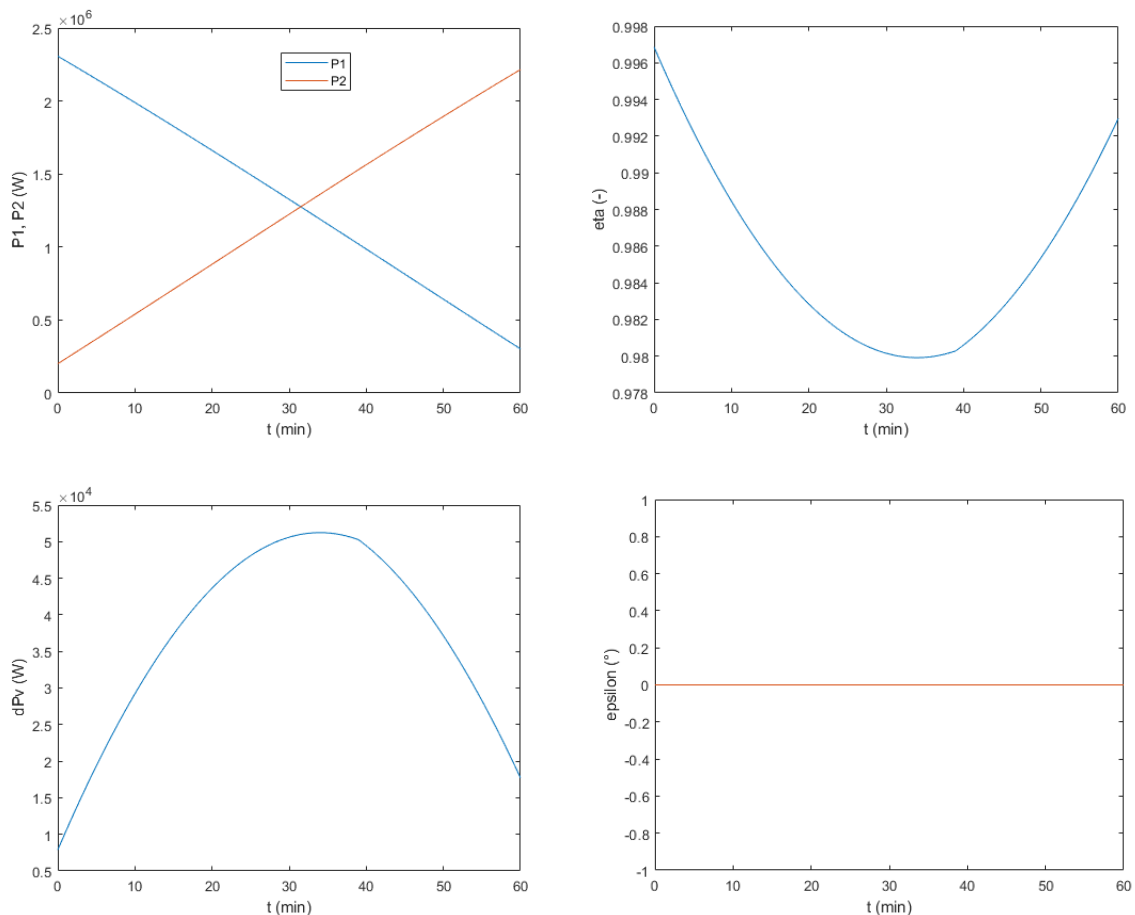 ×10⁶
2.5
2
1.5
1
0.5
0
P1, P2 (W)
P1
P2
0 10 20 30 40 50 60
t (min)
0.998
0.996
0.994
0.992
0.99
0.988
0.986
0.984
0.982
0.98
0.978
eta (-)
0 10 20 30 40 50 60
t (min)
×10⁴
5.5
5
4.5
4
3.5
3
2.5
2
1.5
1
0.5
dPv (W)
0 10 20 30 40 50 60
t (min)
1
0.8
0.6
0.4
0.2
0
-0.2
-0.4
-0.6
-0.8
-1
epsilon (°)
0 10 20 30 40 50 60
t (min)